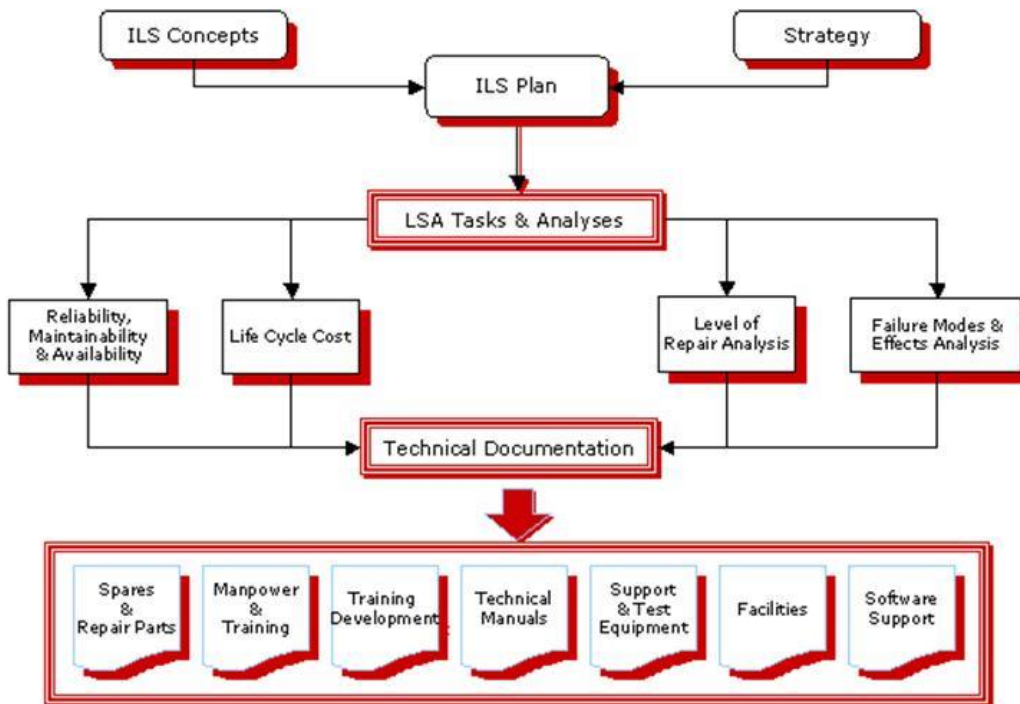 ILS Concepts
Strategy
ILS Plan
LSA Tasks & Analyses
Reliability,
Maintainability
& Availability
Life Cycle Cost
Level of
Repair Analysis
Failure Modes &
Effects Analysis
Technical Documentation
Spares
&
Repair Parts
Manpower
&
Training
Training
Development
Technical
Manuals
Support
& Test
Equipment
Facilities
Software
Support